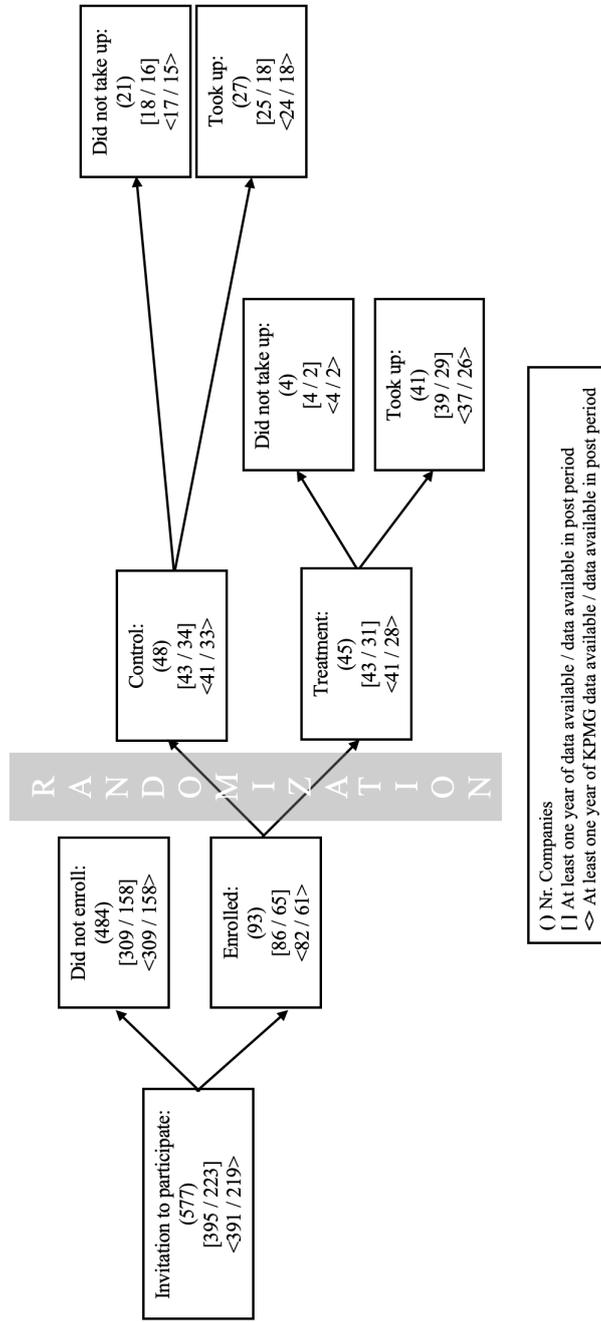 Invitation to participate:
(577)
[395 / 223]
<391 / 219>
Did not enroll:
(484)
[309 / 158]
<309 / 158>
Enrolled:
(93)
[86 / 65]
<82 / 61>
RANDOMIZATION
Control:
(48)
[43 / 34]
<41 / 33>
Treatment:
(45)
[43 / 31]
<41 / 28>
Did not take up:
(4)
[4 / 2]
<4 / 2>
Took up:
(41)
[39 / 29]
<37 / 26>
Did not take up:
(21)
[18 / 16]
<17 / 15>
Took up:
(27)
[25 / 18]
<24 / 18>
() Nr. Companies
[ ] At least one year of data available / data available in post period
<> At least one year of KPMG data available / data available in post period